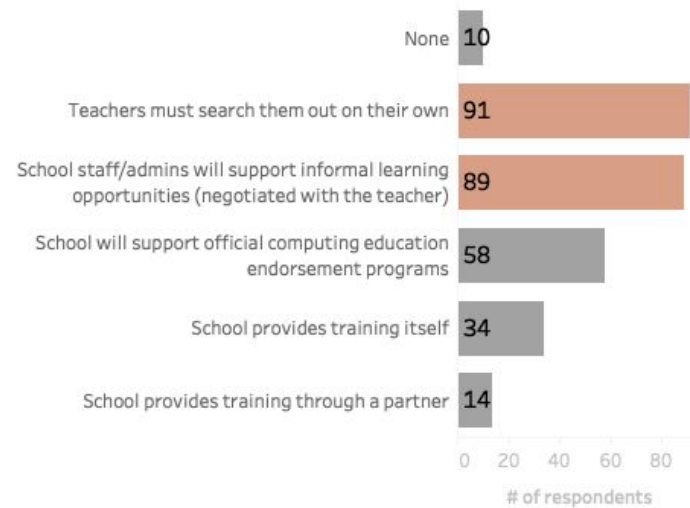 None 10
Teachers must search them out on their own 91
School staff/admins will support informal learning
opportunities (negotiated with the teacher) 89
School will support official computing education
endorsement programs 58
School provides training itself 34
School provides training through a partner 14
0 20 40 60 80
# of respondents